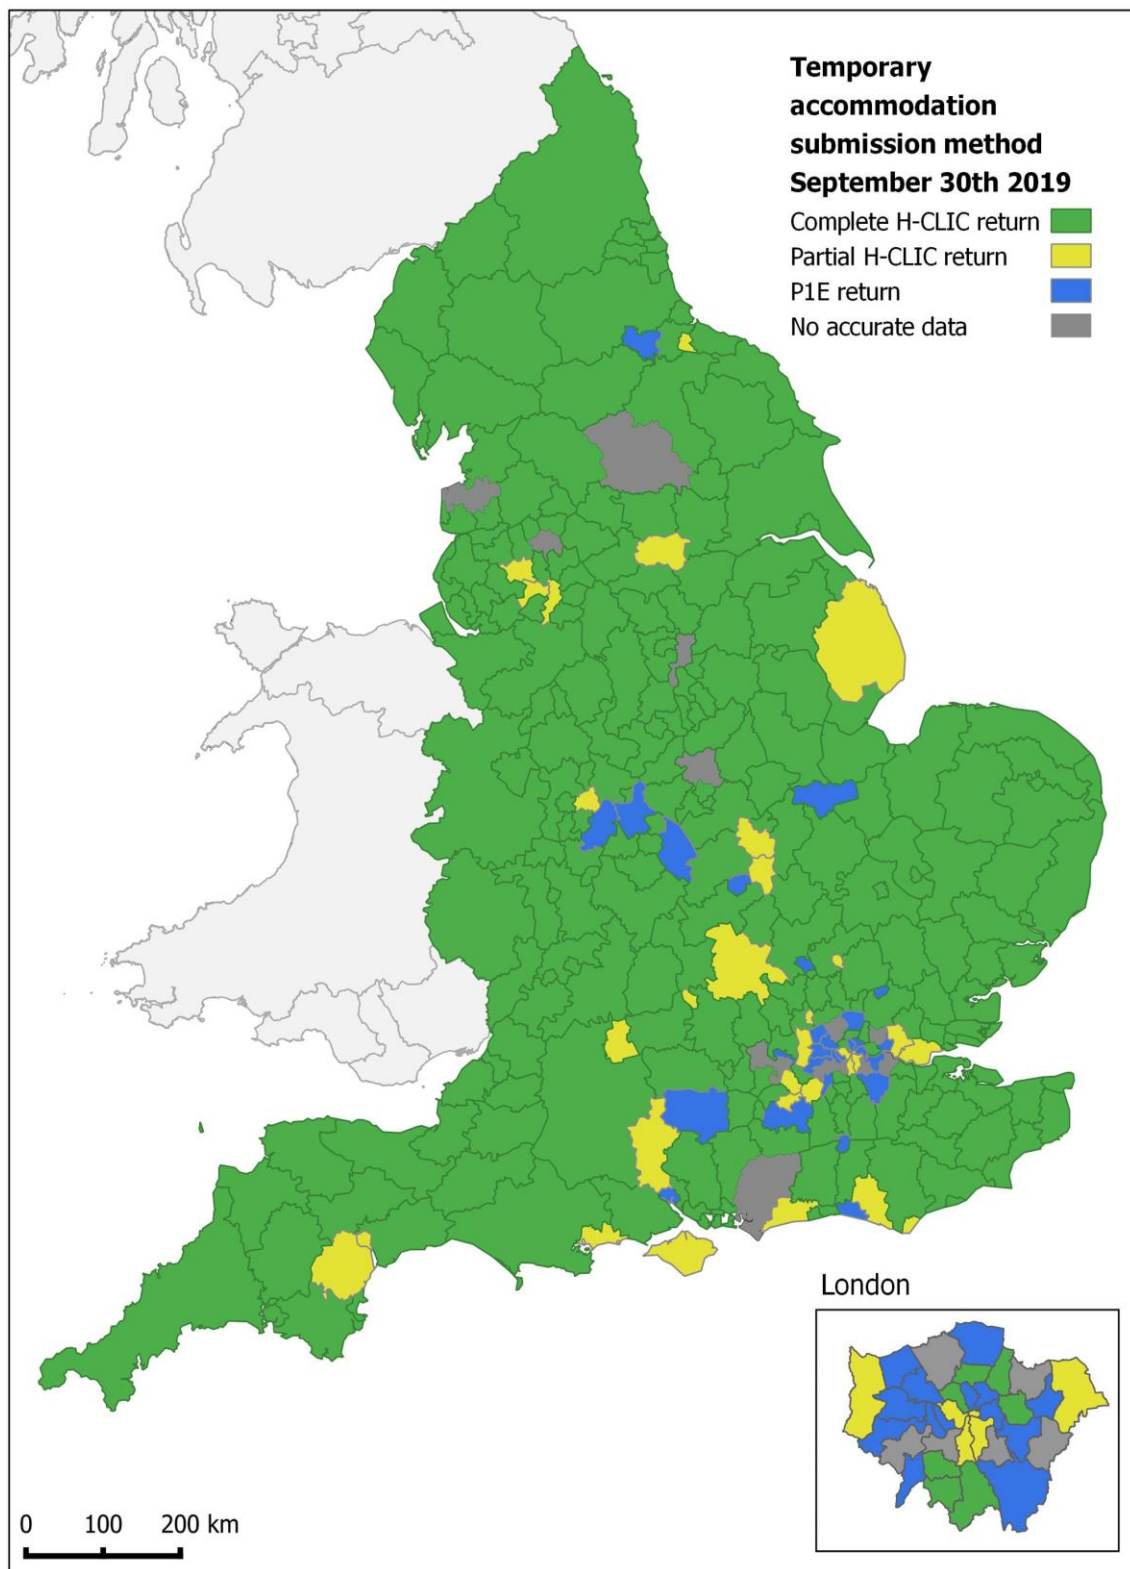 Temporary
accommodation
submission method
September 30th 2019
Complete H-CLIC return
Partial H-CLIC return
P1E return
No accurate data
London
0 100 200 km